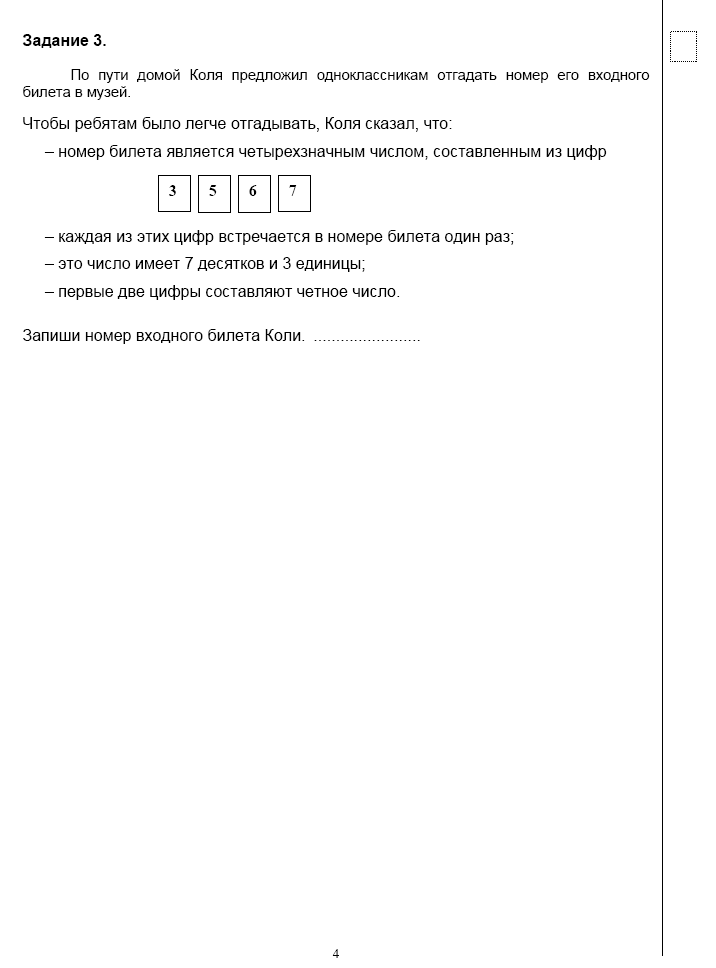 Задание 3.
По пути домой Коля предложил одноклассникам отгадать номер его входного
билета в музей.
Чтобы ребятам было легче отгадывать, Коля сказал, что:
– номер билета является четырехзначным числом, составленным из цифр
3 5 6 7
– каждая из этих цифр встречается в номере билета один раз;
– это число имеет 7 десятков и 3 единицы;
– первые две цифры составляют четное число.
Запиши номер входного билета Коли. ........................
4